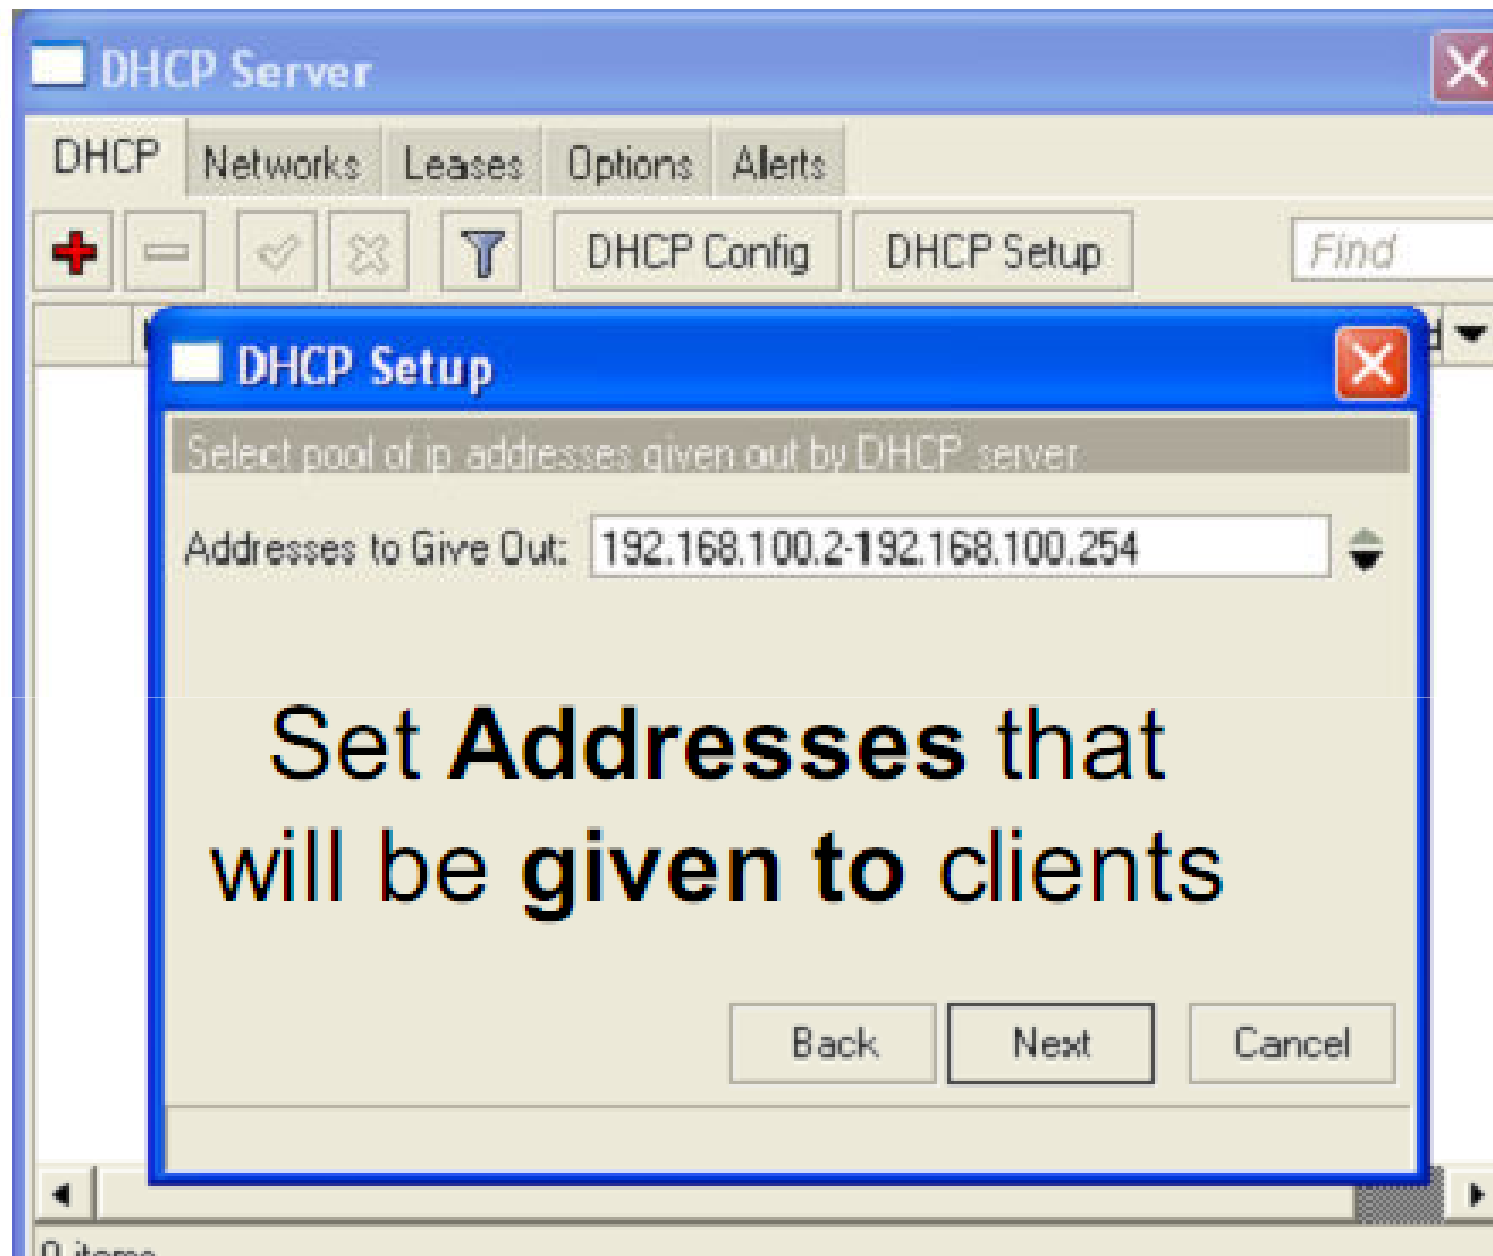 DHCP Server
DHCP Networks Leases Options Alerts
DHCP Config DHCP Setup Find
DHCP Setup
Select pool of ip addresses given out by DHCP server
Addresses to Give Out: 192.168.100.2-192.168.100.254
Set Addresses that
will be given to clients
Back Next Cancel
0 items